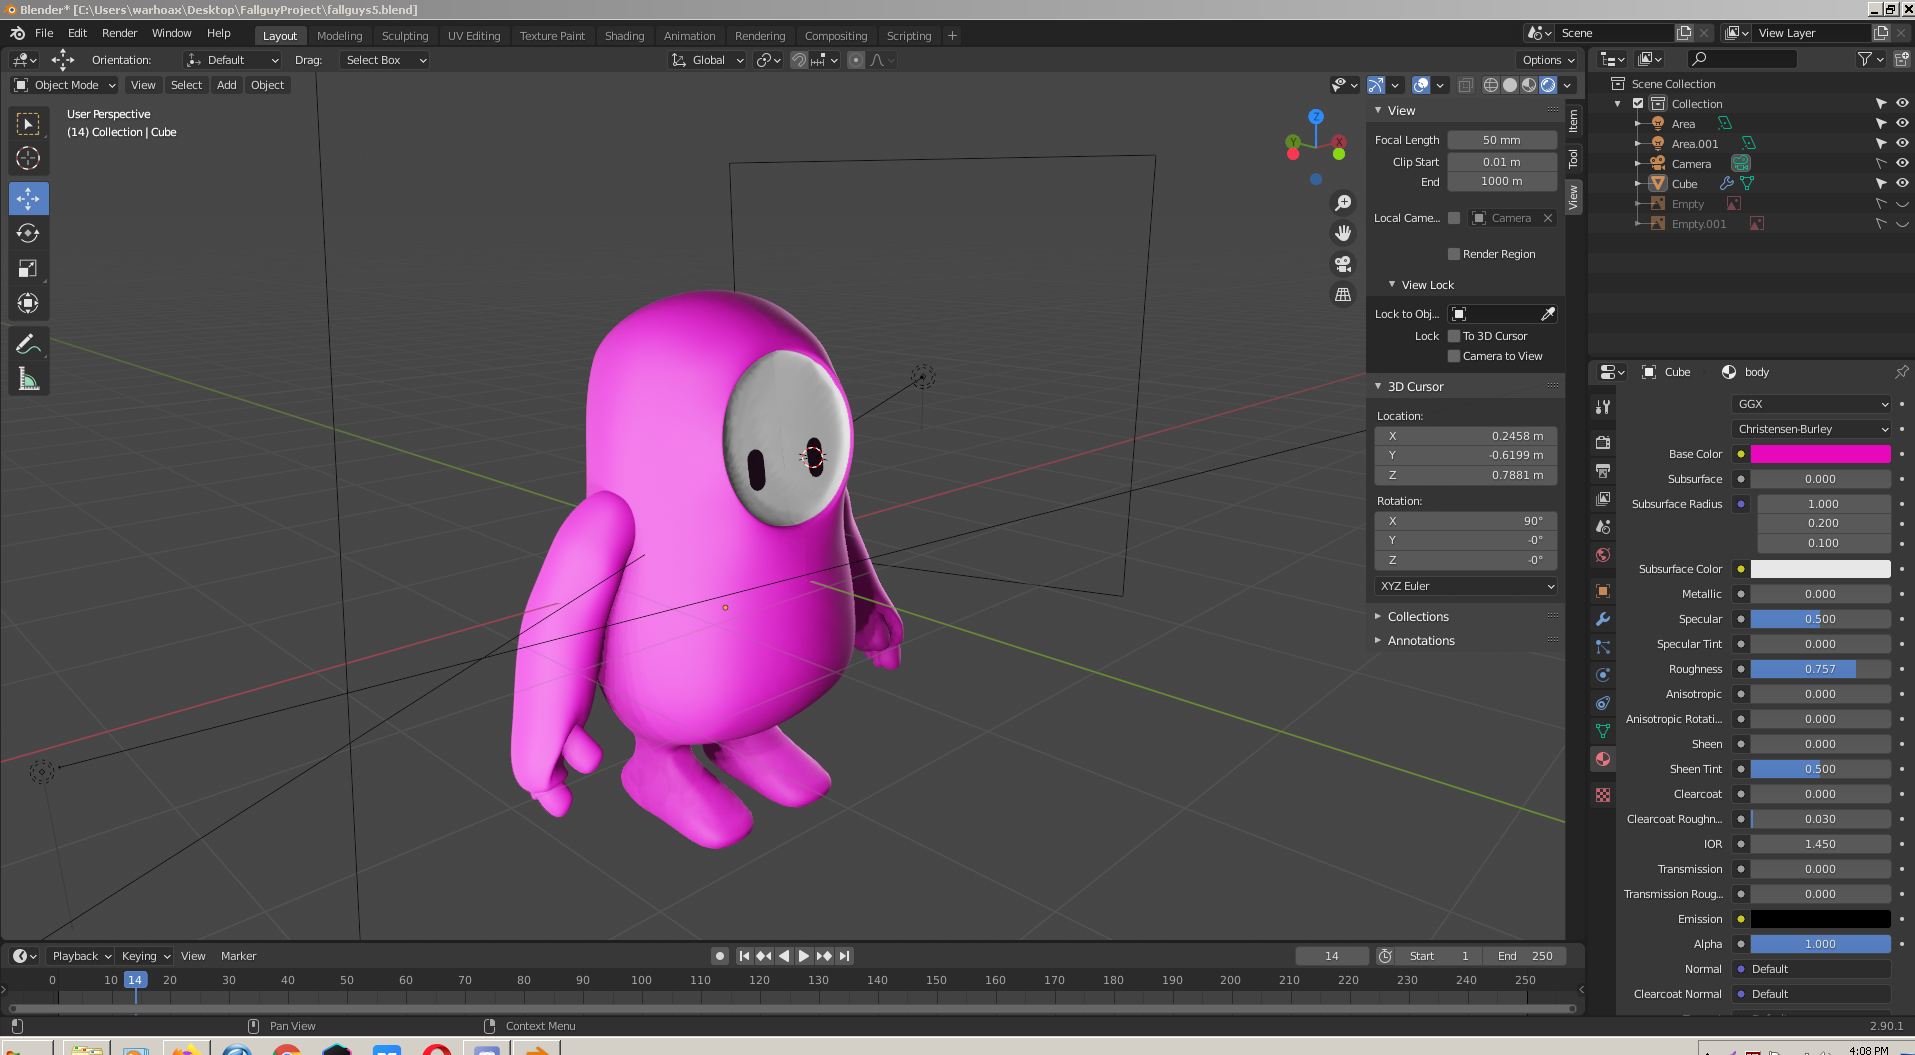 Blender* [C:\Users\warhoax\Desktop\FallguyProject\fallguys5.blend]
File Edit Render Window Help Layout Modeling Sculpting UV Editing Texture Paint Shading Animation Rendering Compositing Scripting + Scene View Layer
Orientation: Default Drag: Select Box Global Options
Object Mode View Select Add Object
User Perspective
(14) Collection | Cube
Z
Y
X
View
Focal Length 50 mm
Clip Start 0.01 m
End 1000 m
Local Came... Camera
Render Region
View Lock
Lock to Obj...
Lock To 3D Cursor
Camera to View
3D Cursor
Location:
X 0.2458 m
Y -0.6199 m
Z 0.7881 m
Rotation:
X 90°
Y -0°
Z -0°
XYZ Euler
Collections
Annotations
Item
Tool
View
Scene Collection
Collection
Area
Area.001
Camera
Cube
Empty
Empty.001
Cube body
GGX
Christensen-Burley
Base Color
Subsurface 0.000
Subsurface Radius 1.000
0.200
0.100
Subsurface Color
Metallic 0.000
Specular 0.500
Specular Tint 0.000
Roughness 0.757
Anisotropic 0.000
Anisotropic Rotati... 0.000
Sheen 0.000
Sheen Tint 0.500
Clearcoat 0.000
Clearcoat Roughn... 0.030
IOR 1.450
Transmission 0.000
Transmission Roug... 0.000
Emission
Alpha 1.000
Normal Default
Clearcoat Normal Default
Playback Keying View Marker 14 Start 1 End 250
0 10 14 20 30 40 50 60 70 80 90 100 110 120 130 140 150 160 170 180 190 200 210 220 230 240 250
Pan View Context Menu 2.90.1
4:08 PM